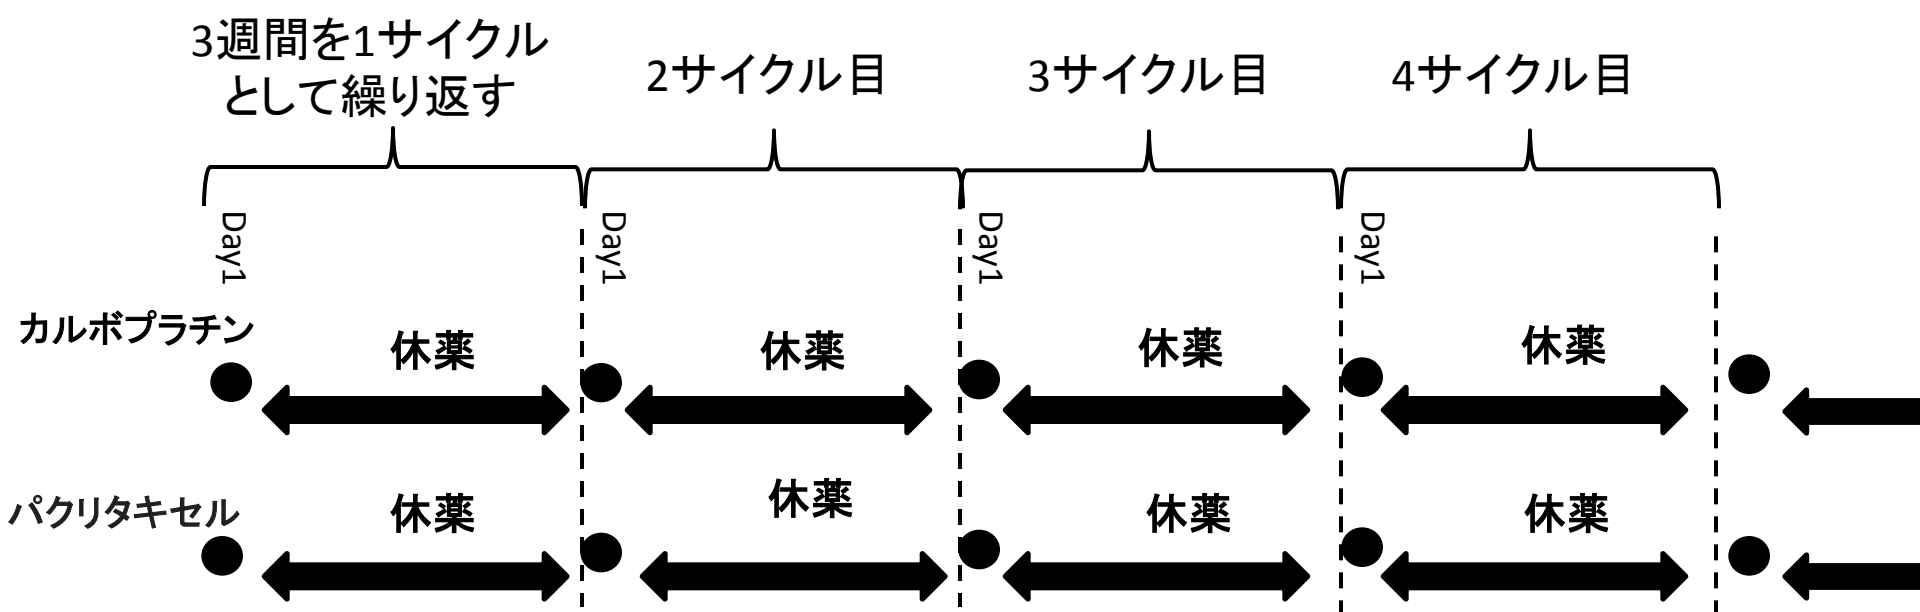 3週間を1サイクル
として繰り返す
2サイクル目
3サイクル目
4サイクル目
Day1
Day1
Day1
Day1
カルボプラチン
休薬
休薬
休薬
休薬
パクリタキセル
休薬
休薬
休薬
休薬